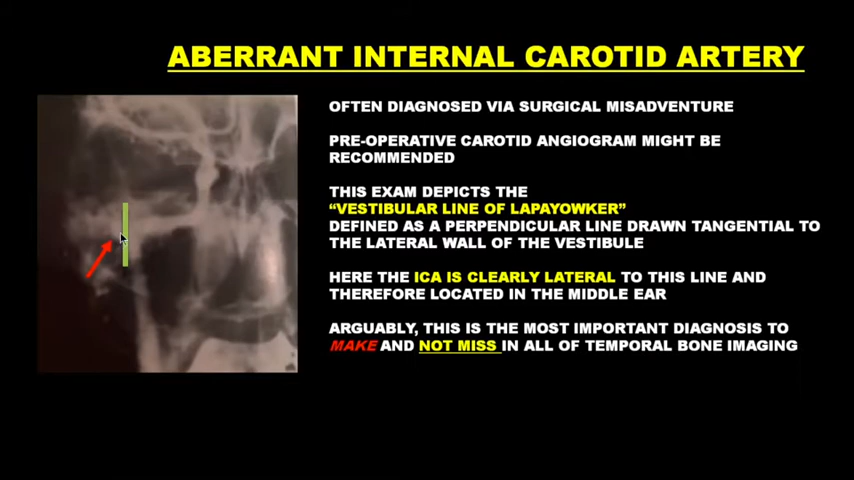 ABERRANT INTERNAL CAROTID ARTERY
OFTEN DIAGNOSED VIA SURGICAL MISADVENTURE
PRE-OPERATIVE CAROTID ANGIOGRAM MIGHT BE
RECOMMENDED
THIS EXAM DEPICTS THE
“VESTIBULAR LINE OF LAPAYOWKER”
DEFINED AS A PERPENDICULAR LINE DRAWN TANGENTIAL TO
THE LATERAL WALL OF THE VESTIBULE
HERE THE ICA IS CLEARLY LATERAL TO THIS LINE AND
THEREFORE LOCATED IN THE MIDDLE EAR
ARGUABLY, THIS IS THE MOST IMPORTANT DIAGNOSIS TO
MAKE AND NOT MISS IN ALL OF TEMPORAL BONE IMAGING